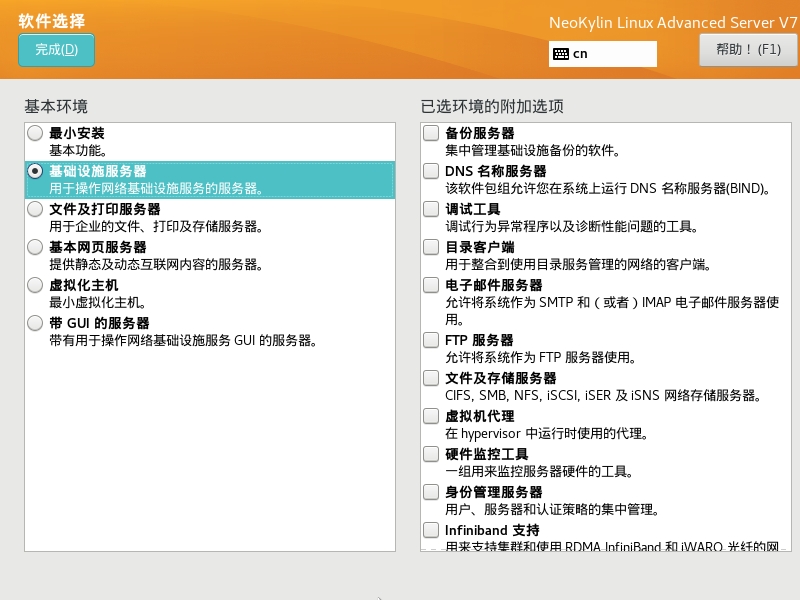 软件选择
NeoKylin Linux Advanced Server V7
完成(D)
cn
帮助！(F1)
基本环境
最小安装
基本功能。
基础设施服务器
用于操作网络基础设施服务的服务器。
文件及打印服务器
用于企业的文件、打印及存储服务器。
基本网页服务器
提供静态及动态互联网内容的服务器。
虚拟化主机
最小虚拟化主机。
带 GUI 的服务器
带有用于操作网络基础设施服务 GUI 的服务器。
已选环境的附加选项
备份服务器
集中管理基础设施备份的软件。
DNS 名称服务器
该软件包组允许您在系统上运行 DNS 名称服务器(BIND)。
调试工具
调试行为异常程序以及诊断性能问题的工具。
目录客户端
用于整合到使用目录服务管理的网络的客户端。
电子邮件服务器
允许将系统作为 SMTP 和（或者）IMAP 电子邮件服务器使
用。
FTP 服务器
允许将系统作为 FTP 服务器使用。
文件及存储服务器
CIFS, SMB, NFS, iSCSI, iSER 及 iSNS 网络存储服务器。
虚拟机代理
在 hypervisor 中运行时使用的代理。
硬件监控工具
一组用来监控服务器硬件的工具。
身份管理服务器
用户、服务器和认证策略的集中管理。
Infiniband 支持
用来支持集群和使用 RDMA InfiniBand 和 iWARQ 光纤的网